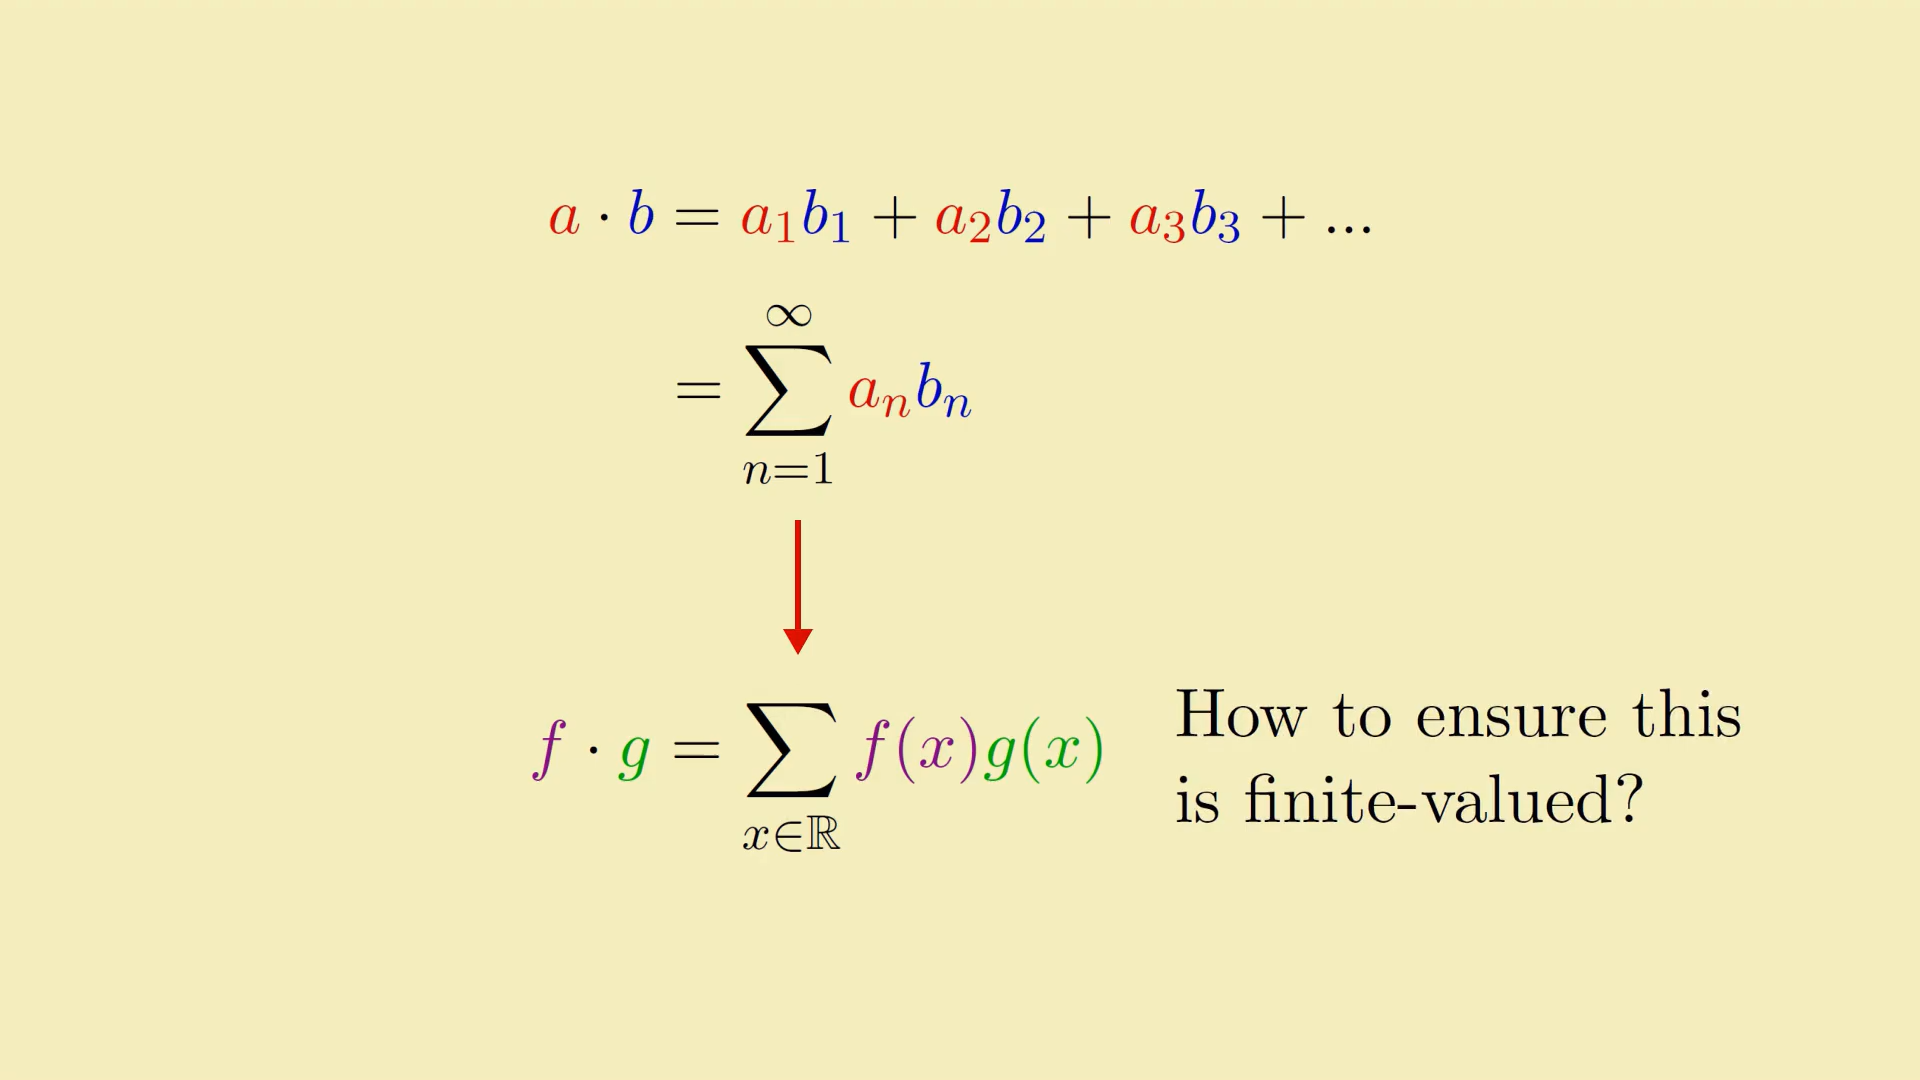 a · b = a₁b₁ + a₂b₂ + a₃b₃ + ...
= ∑_{n=1}^{∞} aₙbₙ
f · g = ∑_{x∈ℝ} f(x)g(x)
How to ensure this
is finite-valued?